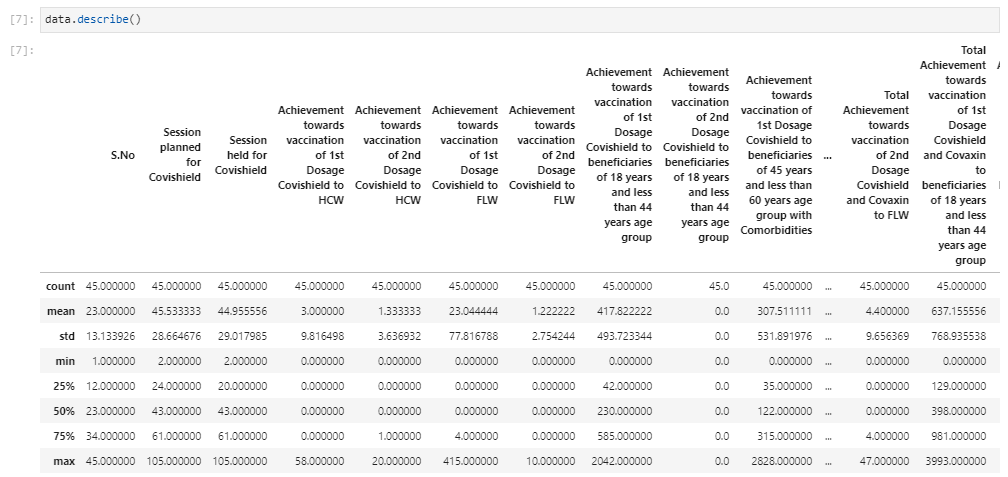 [7]: data.describe()
[7]:
S.No
Session planned for Covishield
Session held for Covishield
Achievement towards vaccination of 1st Dosage Covishield to HCW
Achievement towards vaccination of 2nd Dosage Covishield to HCW
Achievement towards vaccination of 1st Dosage Covishield to FLW
Achievement towards vaccination of 2nd Dosage Covishield to FLW
Achievement towards vaccination of 1st Dosage Covishield to beneficiaries of 18 years and less than 44 years age group
Achievement towards vaccination of 2nd Dosage Covishield to beneficiaries of 18 years and less than 44 years age group
Achievement towards vaccination of 1st Dosage Covishield to beneficiaries of 45 years and less than 60 years age group with Comorbidities
...
Total Achievement towards vaccination of 2nd Dosage Covishield and Covaxin to FLW
Total Achievement towards vaccination of 1st Dosage Covishield and Covaxin to beneficiaries of 18 years and less than 44 years age group
count 45.000000 45.000000 45.000000 45.000000 45.000000 45.000000 45.000000 45.000000 45.0 45.000000 ... 45.000000 45.000000
mean 23.000000 45.533333 44.955556 3.000000 1.333333 23.044444 1.222222 417.822222 0.0 307.511111 ... 4.400000 637.155556
std 13.133926 28.664676 29.017985 9.816498 3.636932 77.816788 2.754244 493.723344 0.0 531.891976 ... 9.656369 768.935538
min 1.000000 2.000000 2.000000 0.000000 0.000000 0.000000 0.000000 0.000000 0.0 0.000000 ... 0.000000 0.000000
25% 12.000000 24.000000 20.000000 0.000000 0.000000 0.000000 0.000000 42.000000 0.0 35.000000 ... 0.000000 129.000000
50% 23.000000 43.000000 43.000000 0.000000 0.000000 0.000000 0.000000 230.000000 0.0 122.000000 ... 0.000000 398.000000
75% 34.000000 61.000000 61.000000 0.000000 1.000000 4.000000 0.000000 585.000000 0.0 315.000000 ... 4.000000 981.000000
max 45.000000 105.000000 105.000000 58.000000 20.000000 415.000000 10.000000 2042.000000 0.0 2828.000000 ... 47.000000 3993.000000